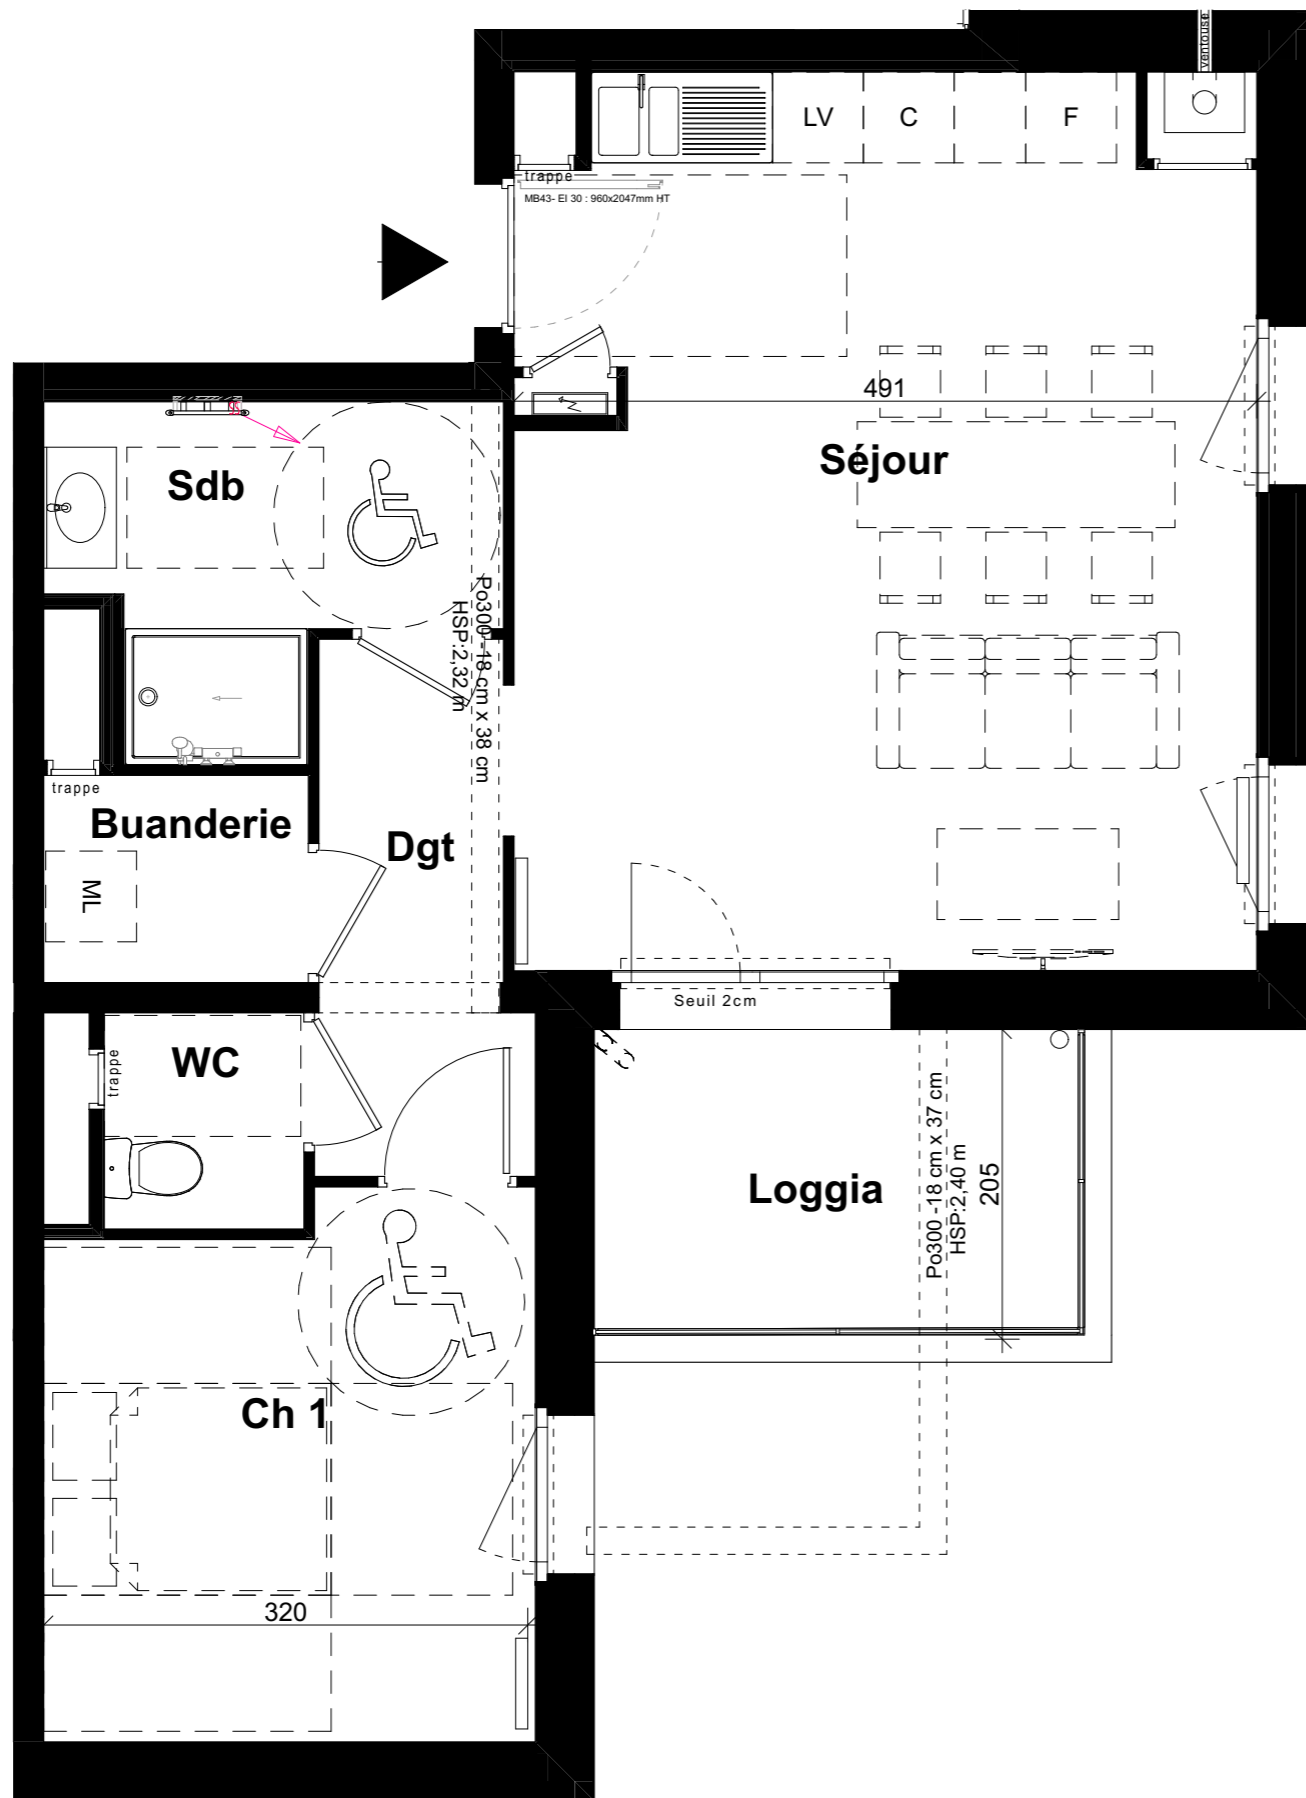 ventouse
LV
C
F
trappe
MB43- EI 30 : 960x2047mm HT
491
Séjour
Sdb
Po300 -18 cm x 38 cm
HSP:2,32 m
trappe
Buanderie
Dgt
ML
Seuil 2cm
WC
trappe
Loggia
Po300 -18 cm x 37 cm
HSP:2,40 m
205
Ch 1
320